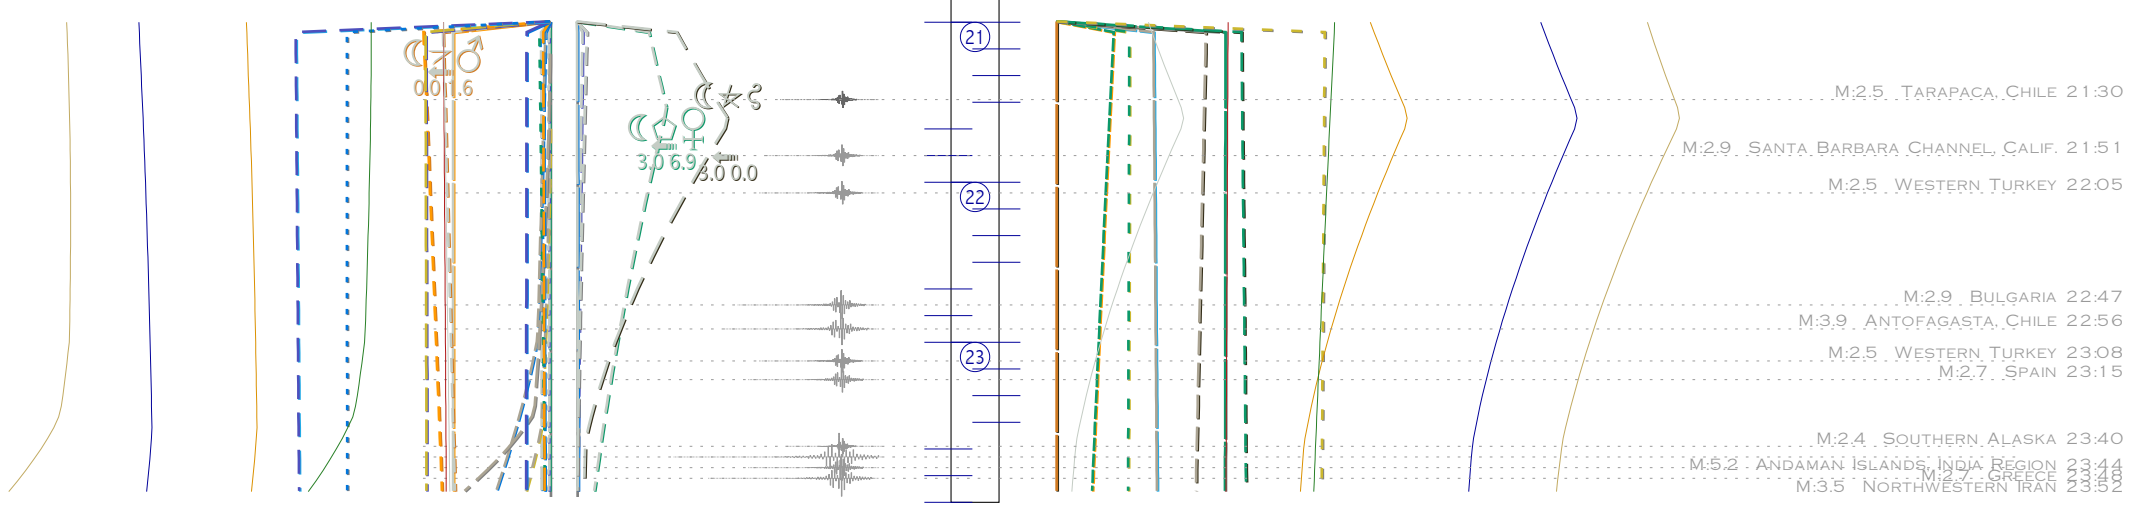 21
0.0 1.6
M:2.5 TARAPACA, CHILE 21:30
M:2.9 SANTA BARBARA CHANNEL, CALIF. 21:51
3.0 6.9
3.0 0.0
M:2.5 WESTERN TURKEY 22:05
22
M:2.9 BULGARIA 22:47
M:3.9 ANTOFAGASTA, CHILE 22:56
23
M:2.5 WESTERN TURKEY 23:08
M:2.7 SPAIN 23:15
M:2.4 SOUTHERN ALASKA 23:40
M:5.2 ANDAMAN ISLANDS, INDIA REGION 23:44
M:2.7 GREECE 23:48
M:3.5 NORTHWESTERN IRAN 23:52